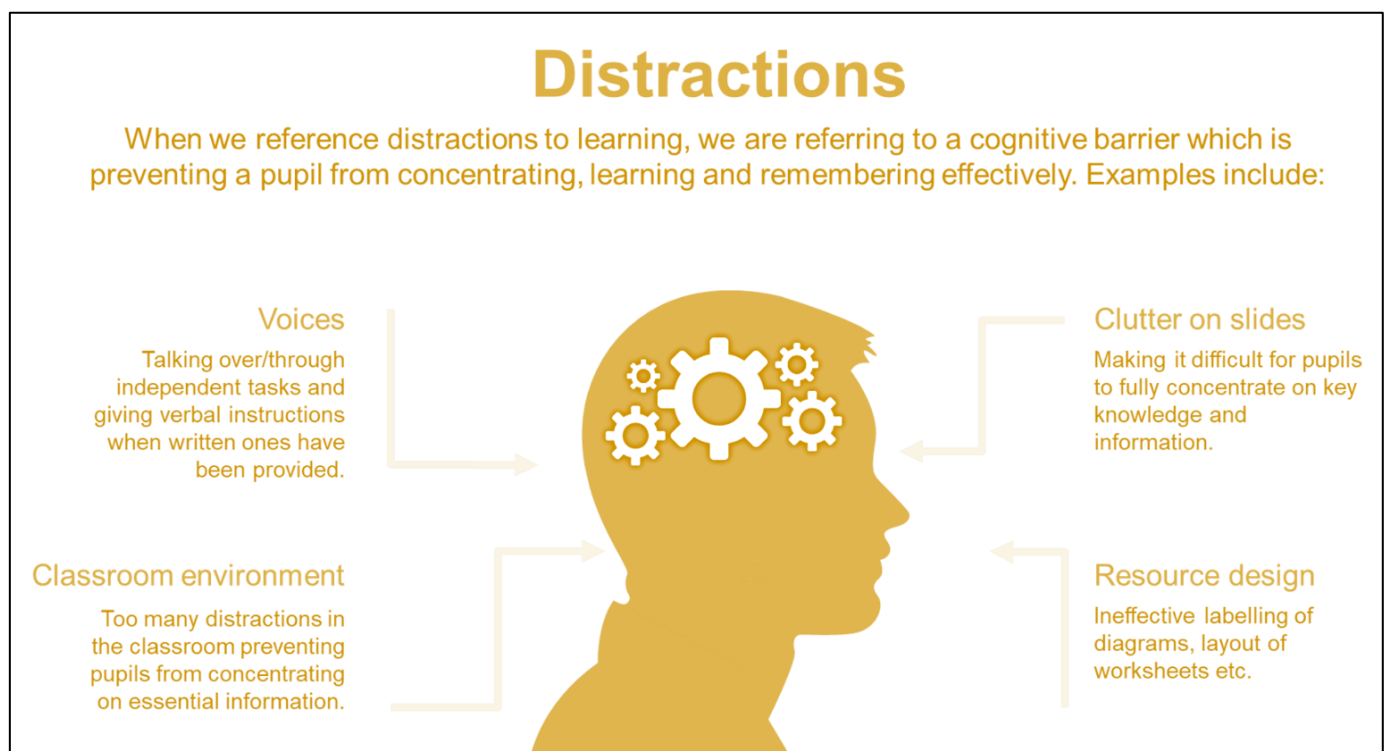 Distractions
When we reference distractions to learning, we are referring to a cognitive barrier which is
preventing a pupil from concentrating, learning and remembering effectively. Examples include:
Voices
Talking over/through
independent tasks and
giving verbal instructions
when written ones have
been provided.
Clutter on slides
Making it difficult for pupils
to fully concentrate on key
knowledge and
information.
Classroom environment
Too many distractions in
the classroom preventing
pupils from concentrating
on essential information.
Resource design
Ineffective labelling of
diagrams, layout of
worksheets etc.